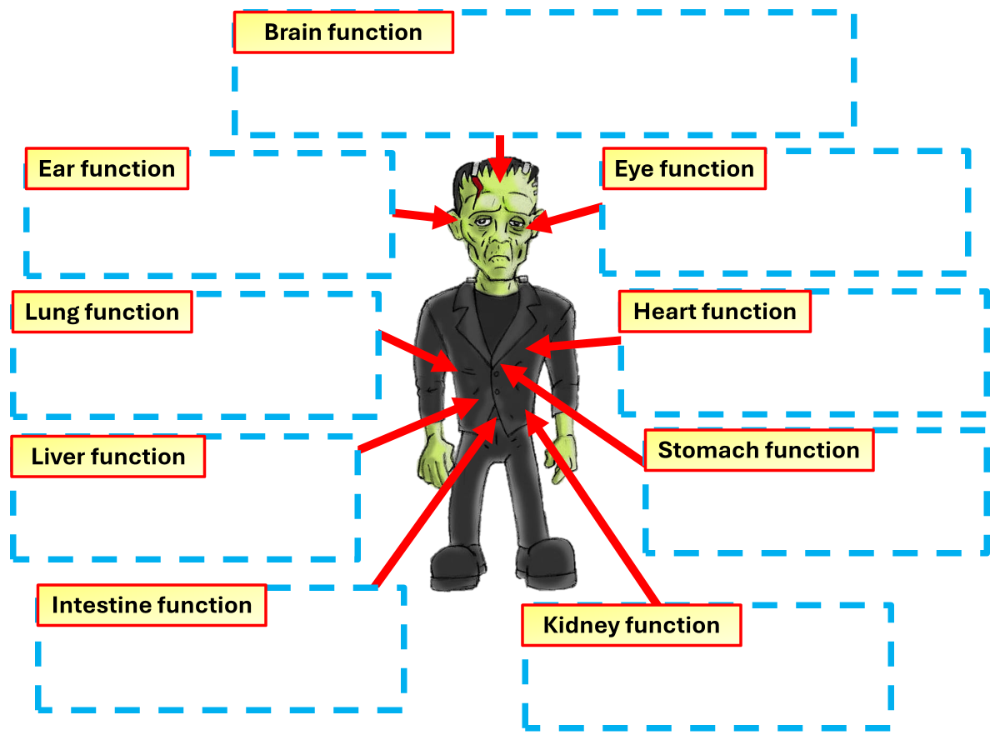 Brain function
Ear function
Eye function
Lung function
Heart function
Liver function
Stomach function
Intestine function
Kidney function